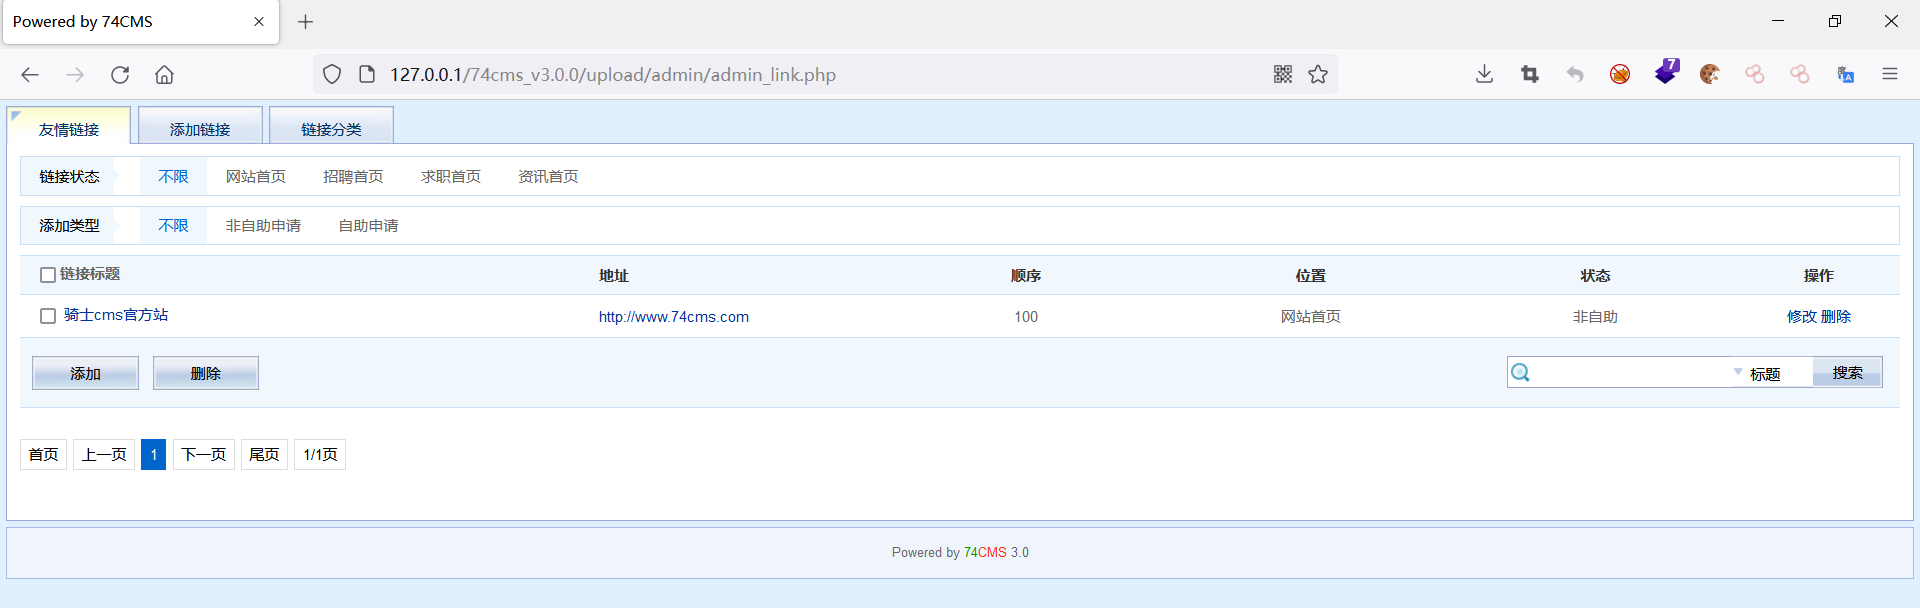 Powered by 74CMS
127.0.0.1/74cms_v3.0.0/upload/admin/admin_link.php
7
友情链接 添加链接 链接分类
链接状态 不限 网站首页 招聘首页 求职首页 资讯首页
添加类型 不限 非自助申请 自助申请
链接标题 地址 顺序 位置 状态 操作
骑士cms官方站 http://www.74cms.com 100 网站首页 非自助 修改 删除
添加 删除 标题 搜索
首页 上一页 1 下一页 尾页 1/1页
Powered by 74CMS 3.0